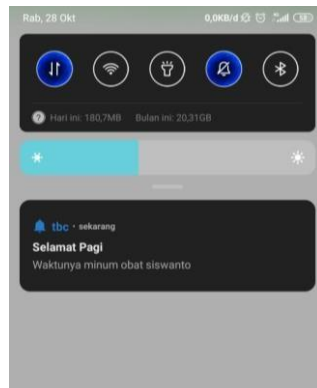 Rab, 28 Okt 0,0KB/d
Hari ini: 180,7MB Bulan ini: 20,31GB
tbc • sekarang
Selamat Pagi
Waktunya minum obat siswanto